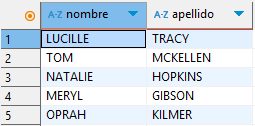 A-Z nombre A-Z apellido
1 LUCILLE TRACY
2 TOM MCKELLEN
3 NATALIE HOPKINS
4 MERYL GIBSON
5 OPRAH KILMER